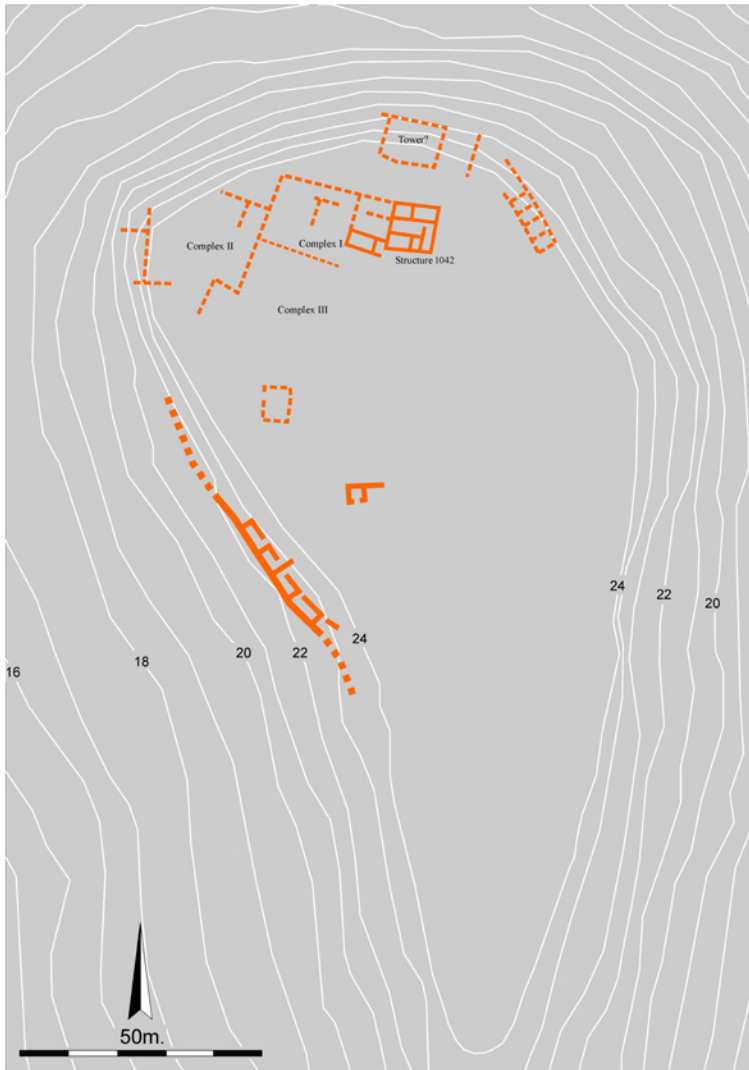 Tower?
Complex II
Complex I
Structure 1042
Complex III
24
22
20
24
22
20
18
16
50m.